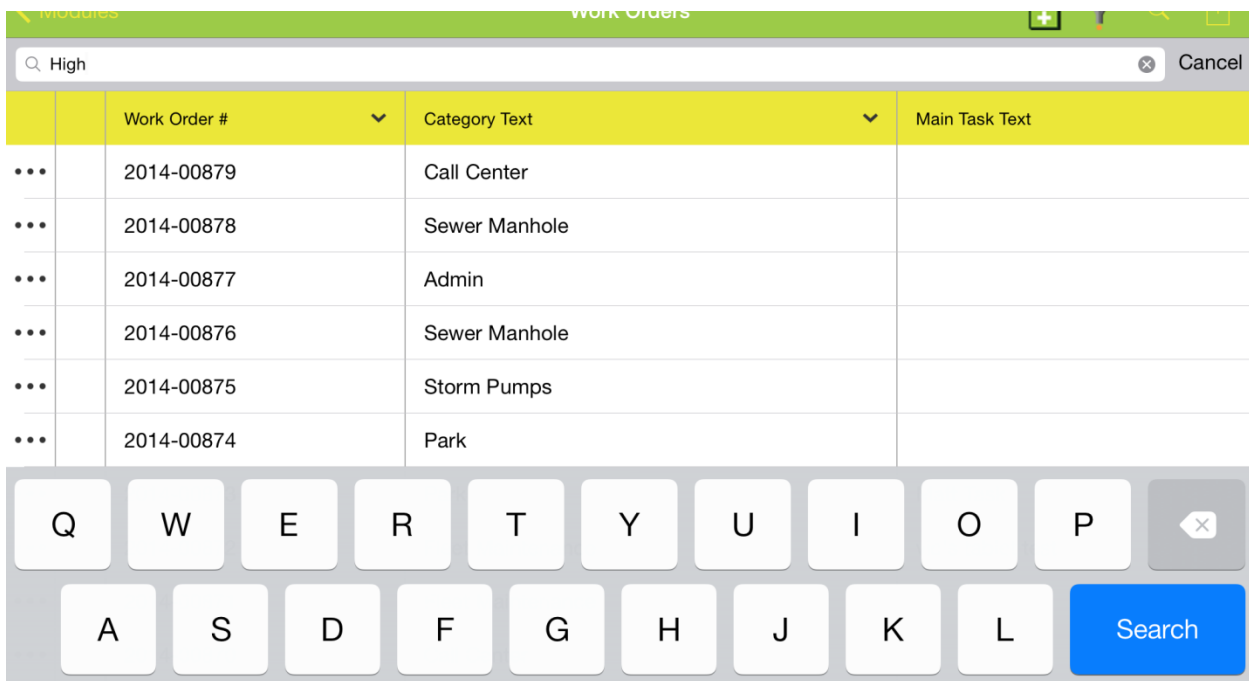 Modules Work Orders
High Cancel
Work Order # Category Text Main Task Text
2014-00879 Call Center
2014-00878 Sewer Manhole
2014-00877 Admin
2014-00876 Sewer Manhole
2014-00875 Storm Pumps
2014-00874 Park
Q W E R T Y U I O P
A S D F G H J K L Search